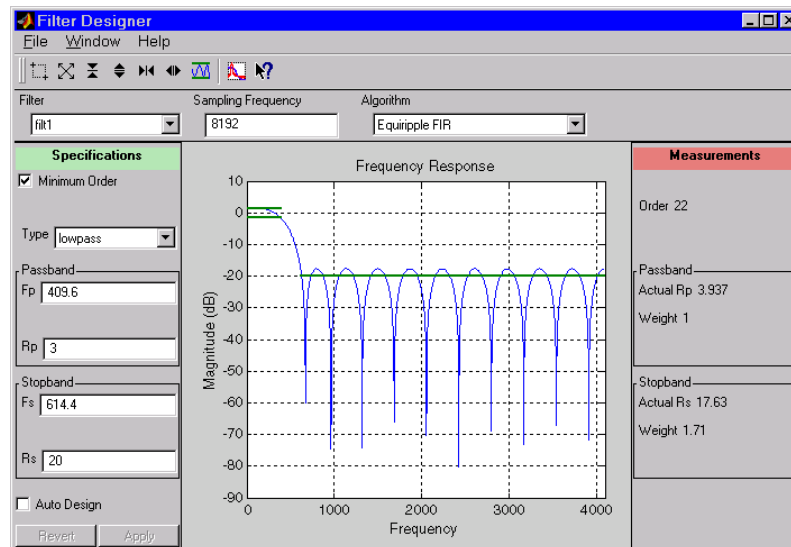 Filter Designer
File Window Help
Filter
Sampling Frequency
Algorithm
filt1
8192
Equiripple FIR
Specifications
Minimum Order
Type lowpass
Passband
Fp 409.6
Rp 3
Stopband
Fs 614.4
Rs 20
Auto Design
Revert Apply
Frequency Response
Magnitude (dB)
10
0
-10
-20
-30
-40
-50
-60
-70
-80
-90
0 1000 2000 3000 4000
Frequency
Measurements
Order 22
Passband
Actual Rp 3.937
Weight 1
Stopband
Actual Rs 17.63
Weight 1.71